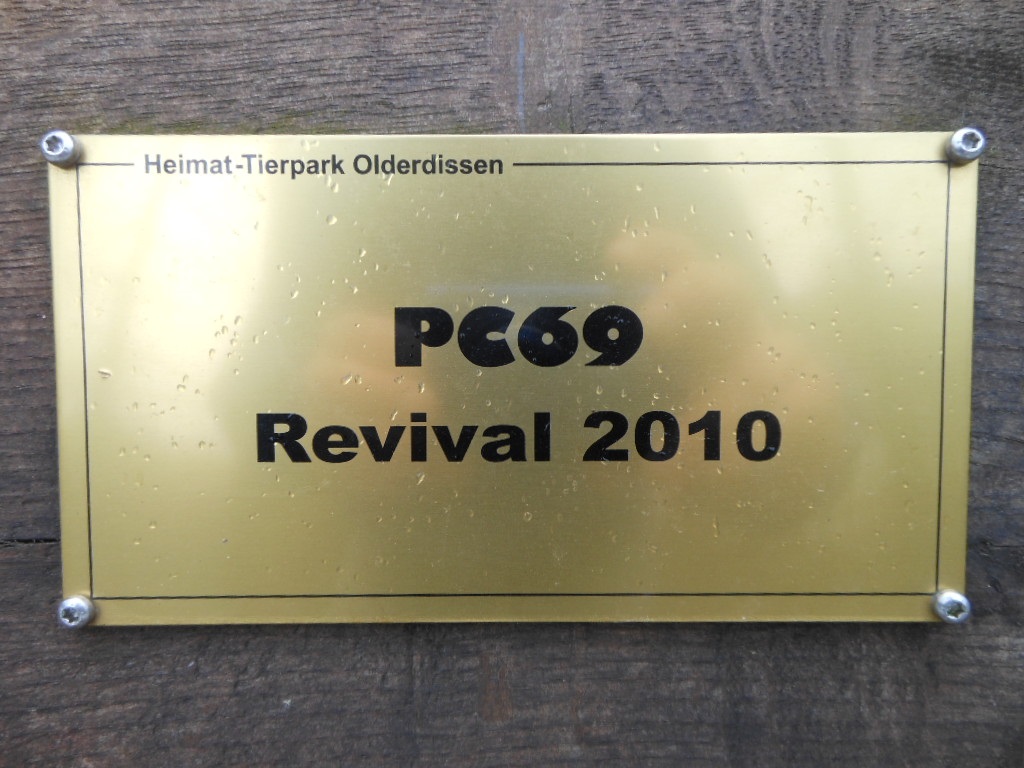 Heimat-Tierpark Olderdissen
PC69
Revival 2010